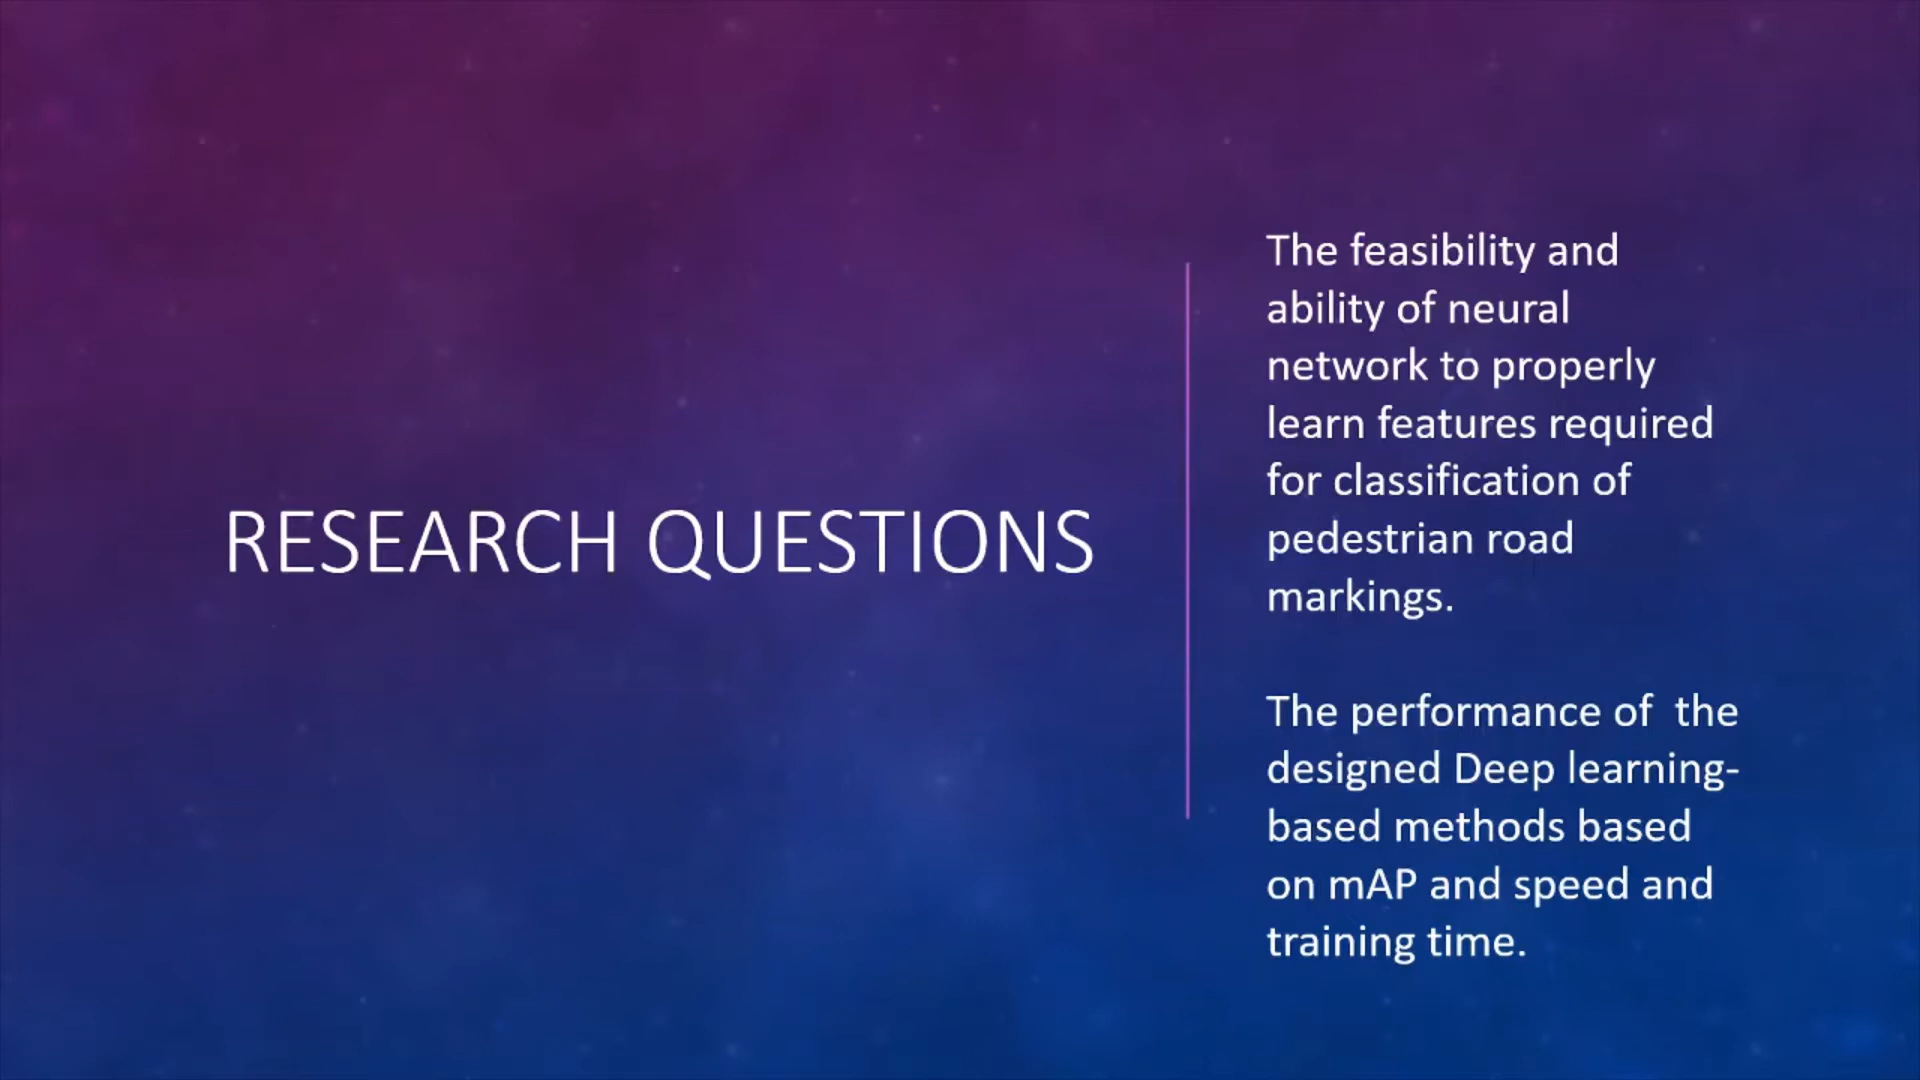 RESEARCH QUESTIONS
The feasibility and
ability of neural
network to properly
learn features required
for classification of
pedestrian road
markings.
The performance of  the
designed Deep learning-
based methods based
on mAP and speed and
training time.